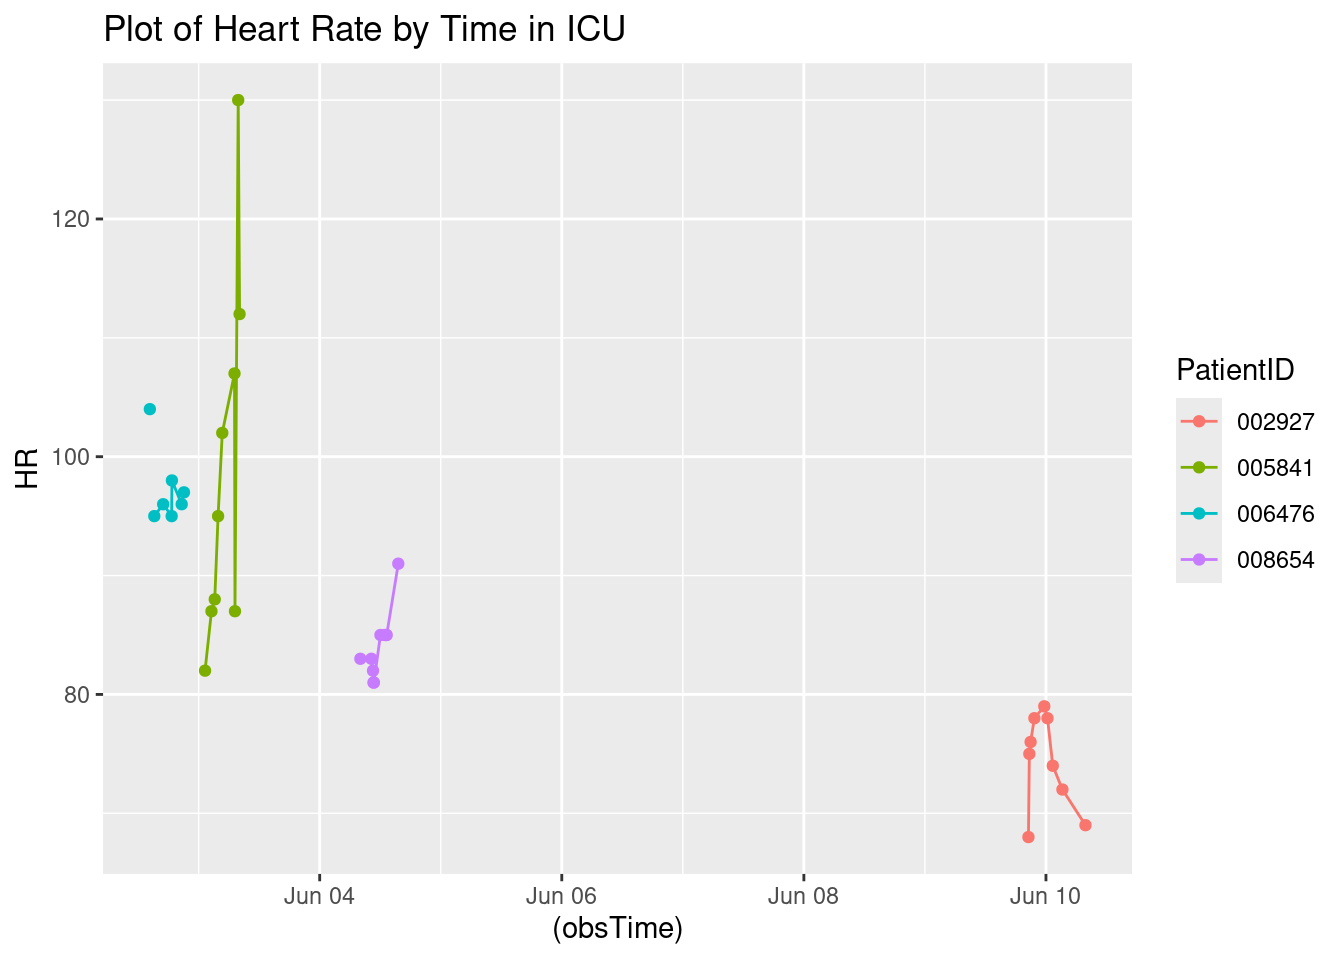 Plot of Heart Rate by Time in ICU
120
100
80
HR
Jun 04
Jun 06
Jun 08
Jun 10
(obsTime)
PatientID
002927
005841
006476
008654